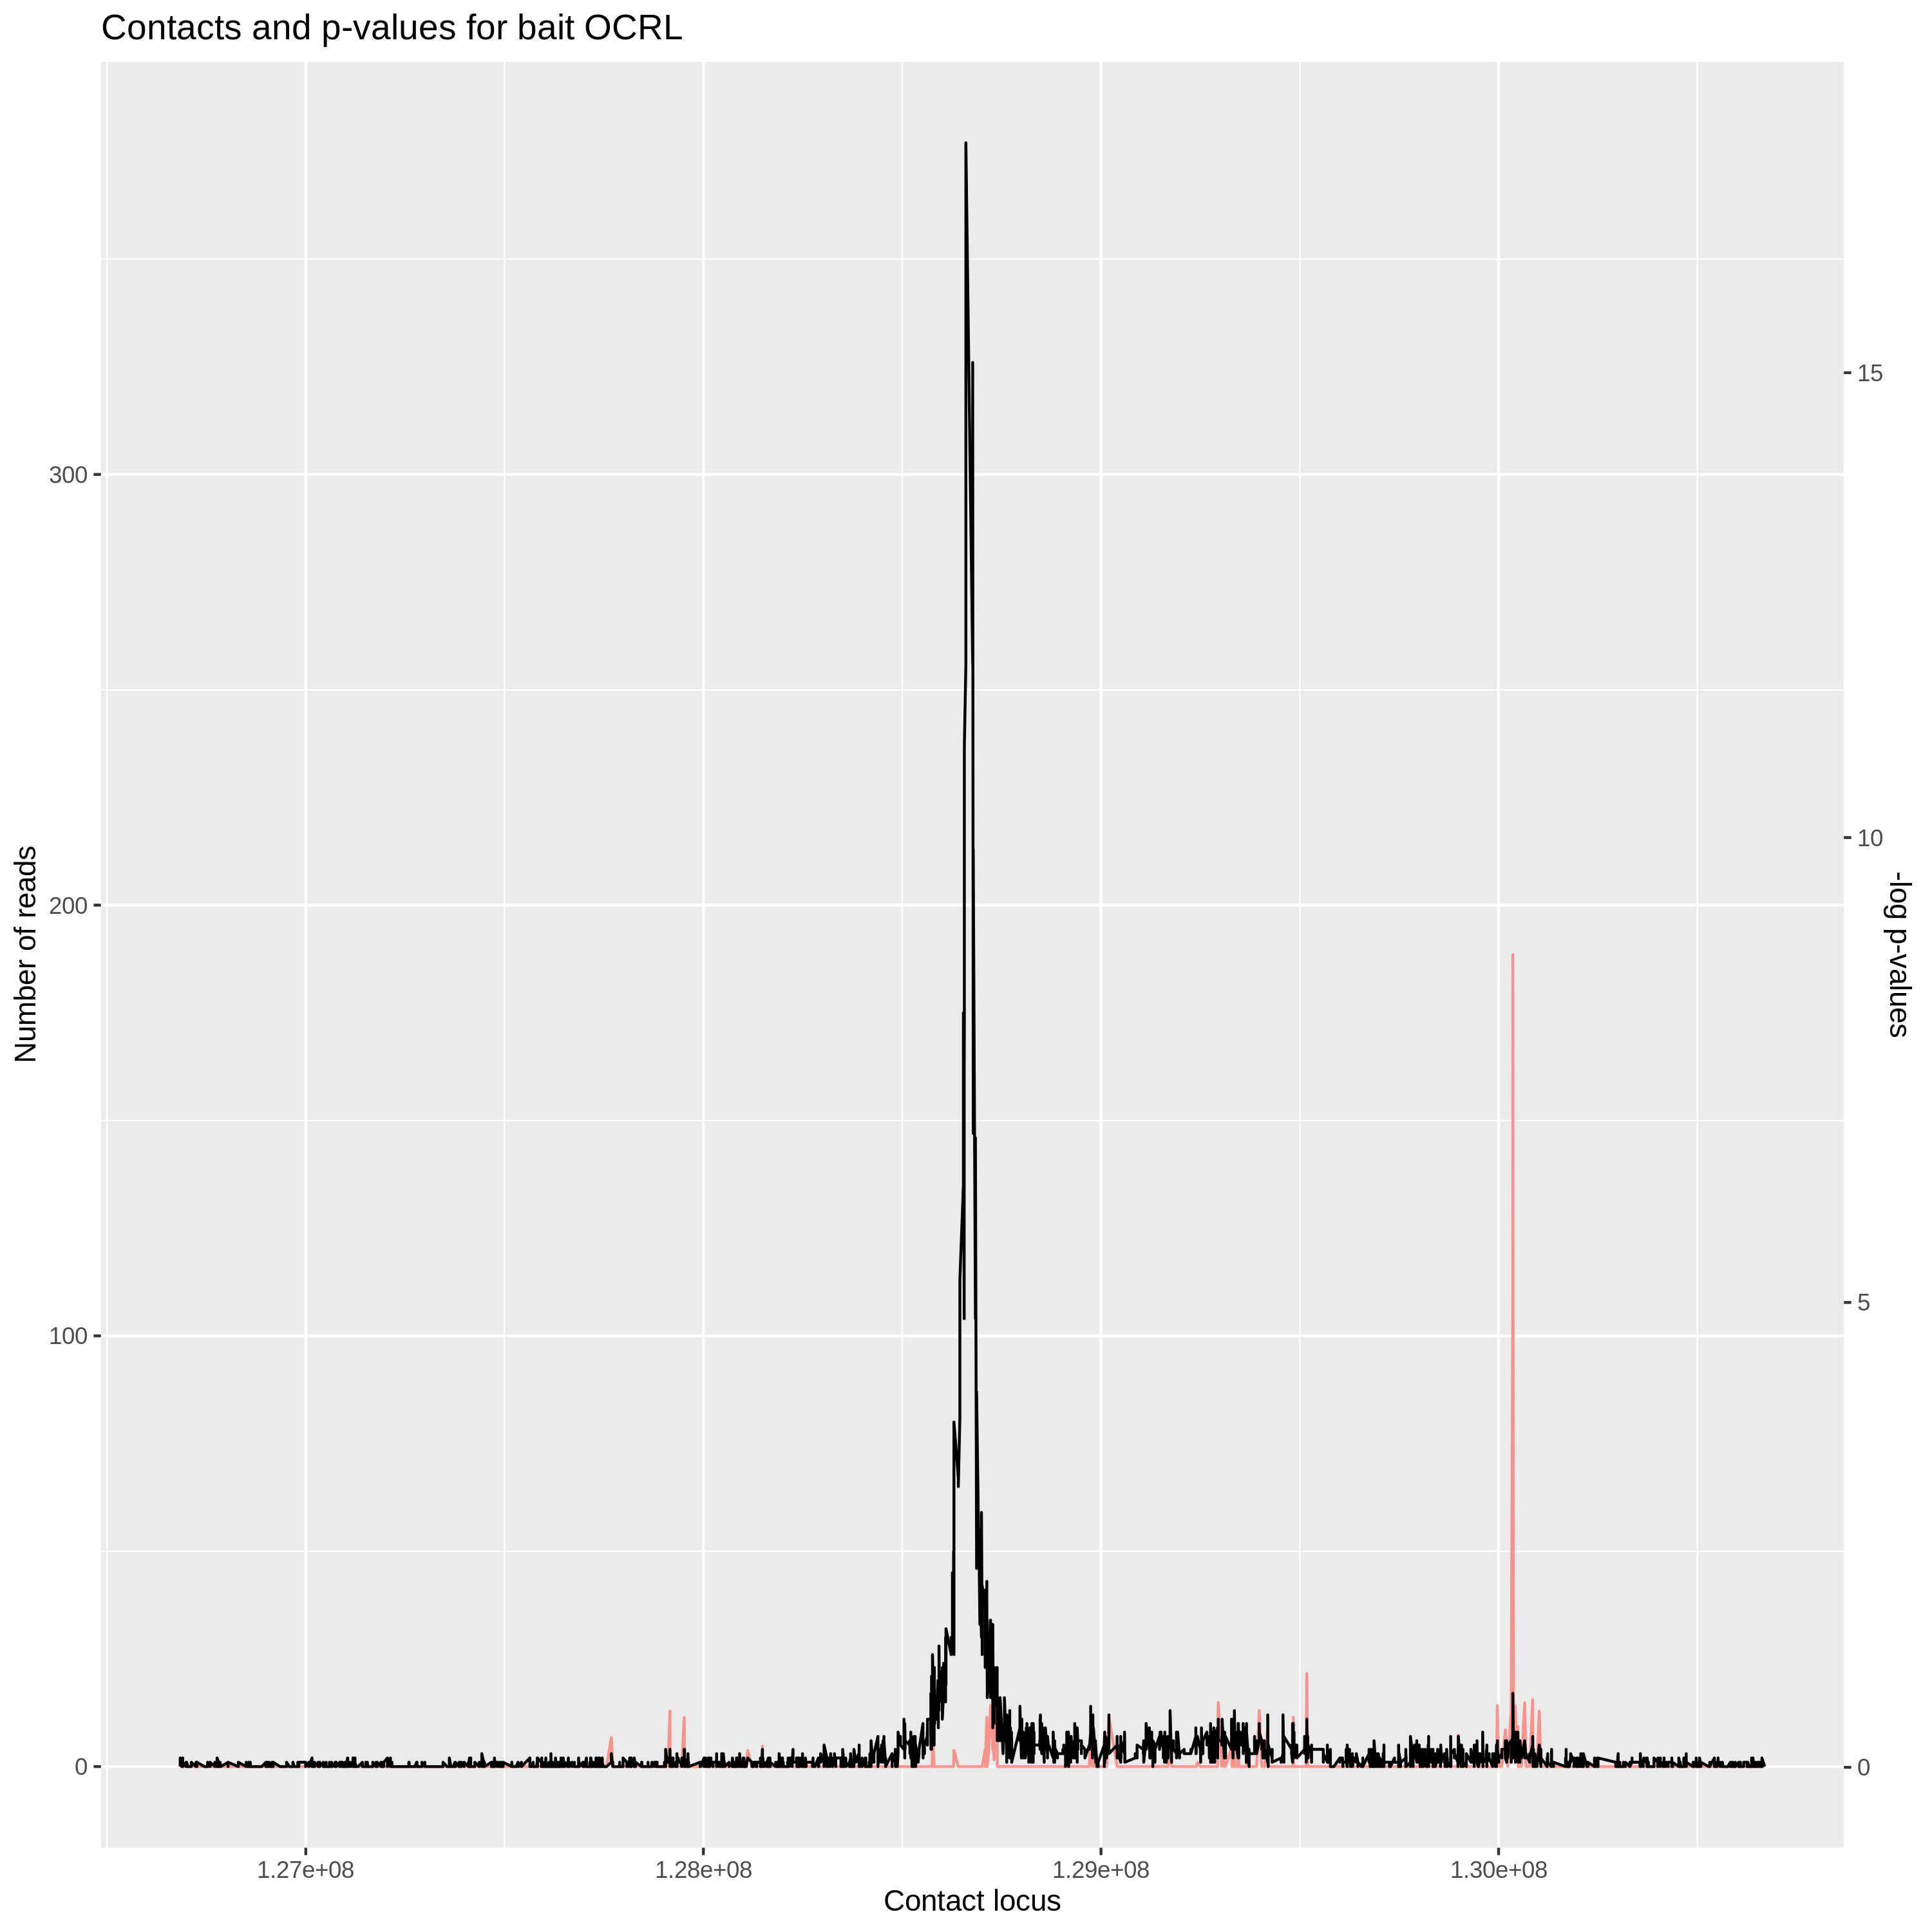 Contacts and p-values for bait OCRL
300
200
100
0
Number of reads
15
10
5
0
-log p-values
1.27e+08
1.28e+08
1.29e+08
1.30e+08
Contact locus